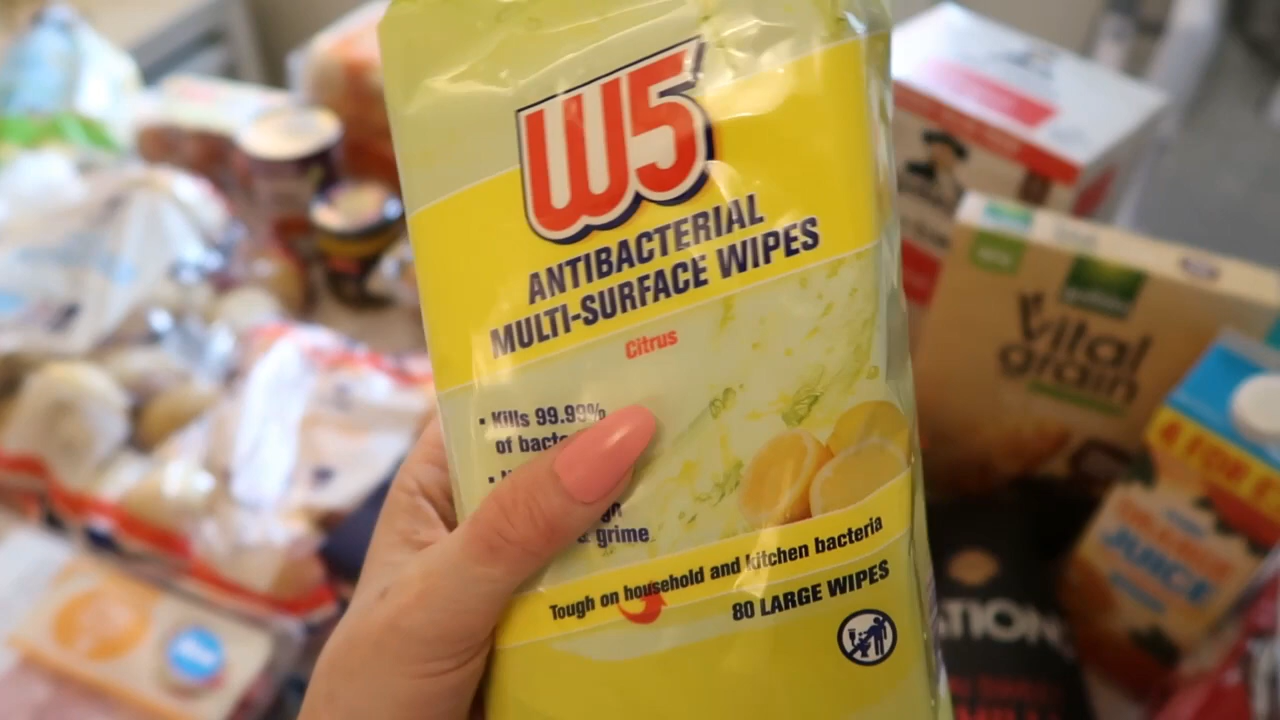 W5
ANTIBACTERIAL
MULTI-SURFACE WIPES
Citrus
• Kills 99.99%
of bacte
& grime
Tough on household and kitchen bacteria
80 LARGE WIPES
Vital
grain
JUICE